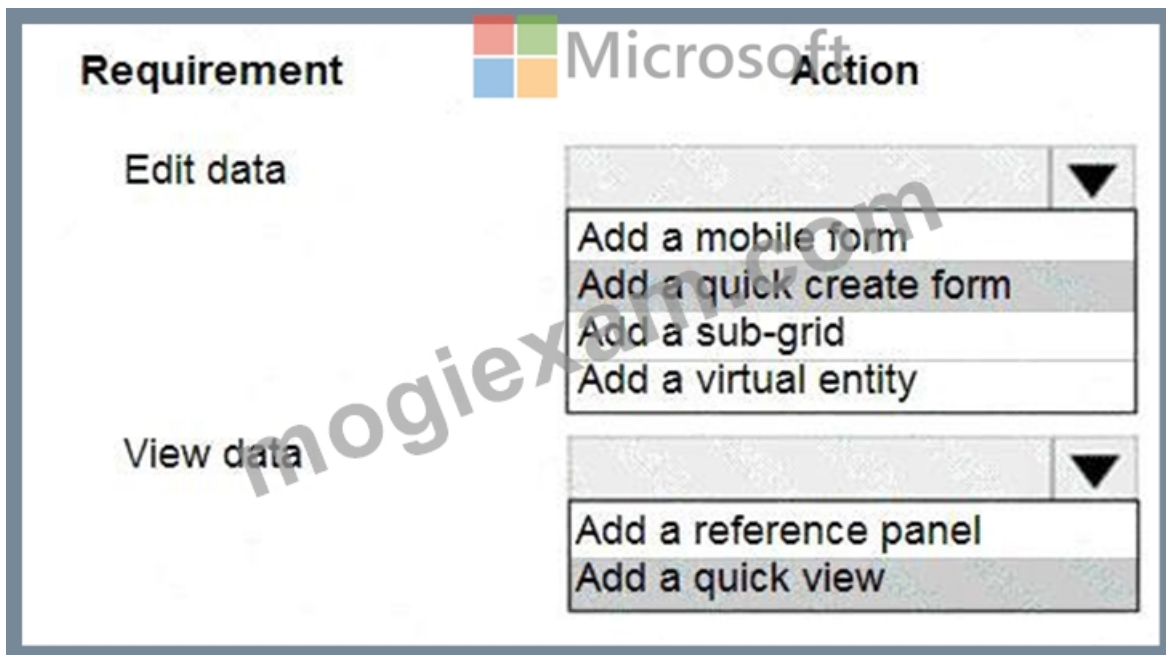 Microsoft
Requirement Action
Edit data
Add a mobile form
Add a quick create form
Add a sub-grid
Add a virtual entity
mogiexam.com
View data
Add a reference panel
Add a quick view